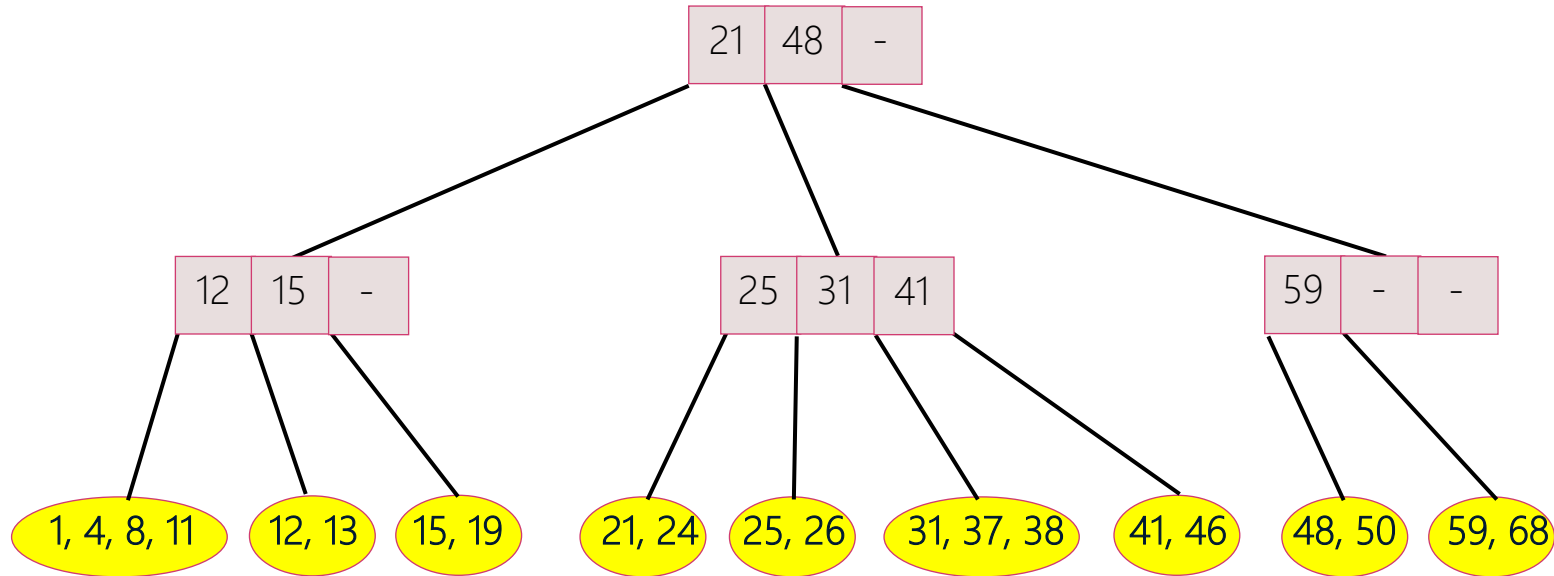 21 48 -
12 15 - 25 31 41 59 - -
1, 4, 8, 11 12, 13 15, 19 21, 24 25, 26 31, 37, 38 41, 46 48, 50 59, 68